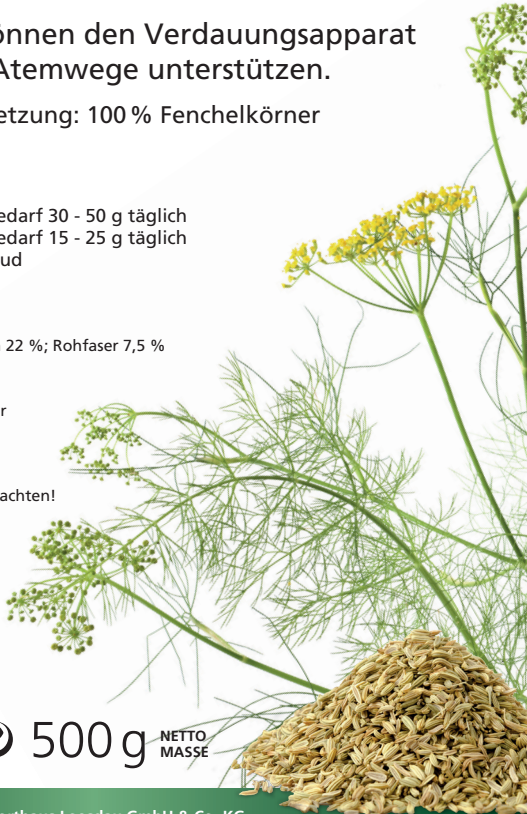 önnen den Verdauungsapparat
Atemwege unterstützen.
etzung: 100 % Fenchelkörner
edarf 30 - 50 g täglich
edarf 15 - 25 g täglich
ud
22 %; Rohfaser 7,5 %
r
achten!
500 g NETTO
MASSE